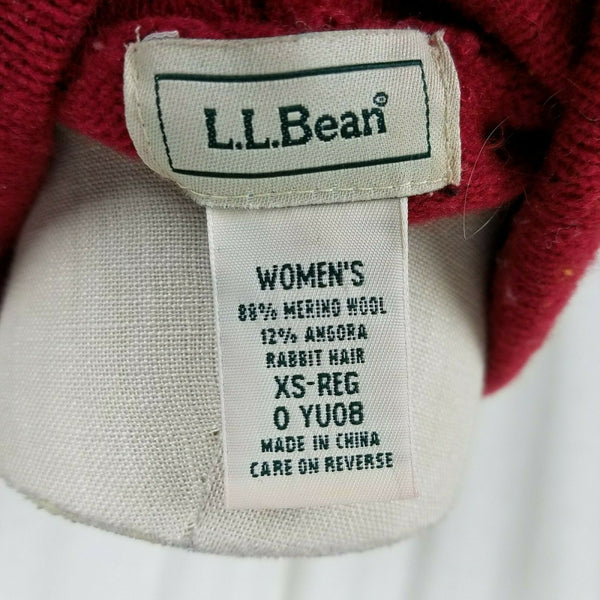 L.L.Bean®
WOMEN'S
88% MERINO WOOL
12% ANGORA
RABBIT HAIR
XS-REG
0 YU08
MADE IN CHINA
CARE ON REVERSE